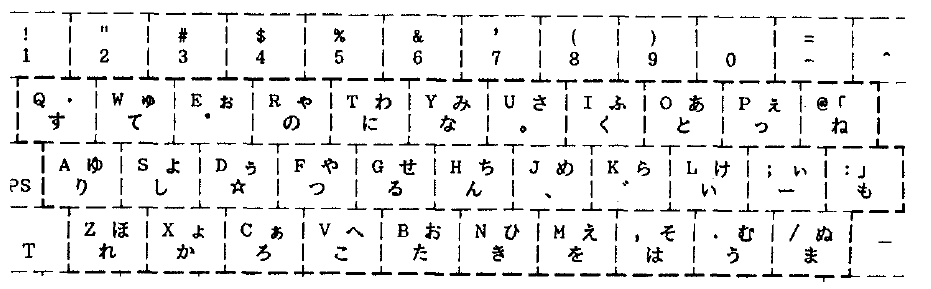 ! " # $ % & ' ( ) =
1 2 3 4 5 6 7 8 9 0 ~ ^
Q ・ W ゅ E ぉ R ゃ T わ Y み U さ I ふ O あ P ぇ @ 「
す て ゜ の に な 。 く と っ ね
A ゆ S よ D ぅ F や G せ H ち J め K ら L け ; ぃ : 」
PS り し ☆ つ る ん 、 ゛ い ー も
Z ほ X ょ C ぁ V へ B お N ひ M え , そ . む / ぬ _
T れ か ろ こ た き を は う ま